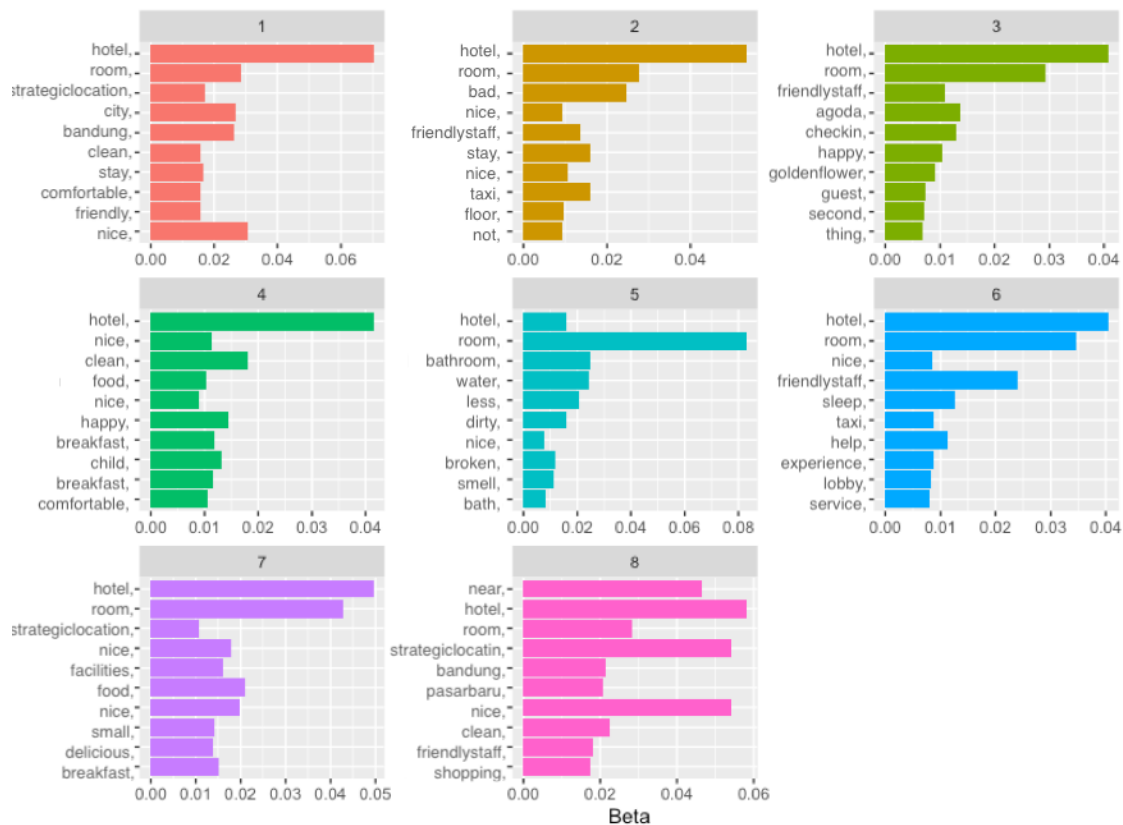 1
hotel,
room,
strategiclocation,
city,
bandung,
clean,
stay,
comfortable,
friendly,
nice,
0.00 0.02 0.04 0.06
2
hotel,
room,
bad,
nice,
friendlystaff,
stay,
nice,
taxi,
floor,
not,
0.00 0.02 0.04
3
hotel,
room,
friendlystaff,
agoda,
checkin,
happy,
goldenflower,
guest,
second,
thing,
0.00 0.01 0.02 0.03 0.04
4
hotel,
nice,
clean,
food,
nice,
happy,
breakfast,
child,
breakfast,
comfortable,
0.00 0.01 0.02 0.03 0.04
5
hotel,
room,
bathroom,
water,
less,
dirty,
nice,
broken,
smell,
bath,
0.00 0.02 0.04 0.06 0.08
6
hotel,
room,
nice,
friendlystaff,
sleep,
taxi,
help,
experience,
lobby,
service,
0.00 0.01 0.02 0.03 0.04
7
hotel,
room,
strategiclocation,
nice,
facilities,
food,
nice,
small,
delicious,
breakfast,
0.00 0.01 0.02 0.03 0.04 0.05
8
near,
hotel,
room,
strategiclocatin,
bandung,
pasarbaru,
nice,
clean,
friendlystaff,
shopping,
0.00 0.02 0.04 0.06
Beta